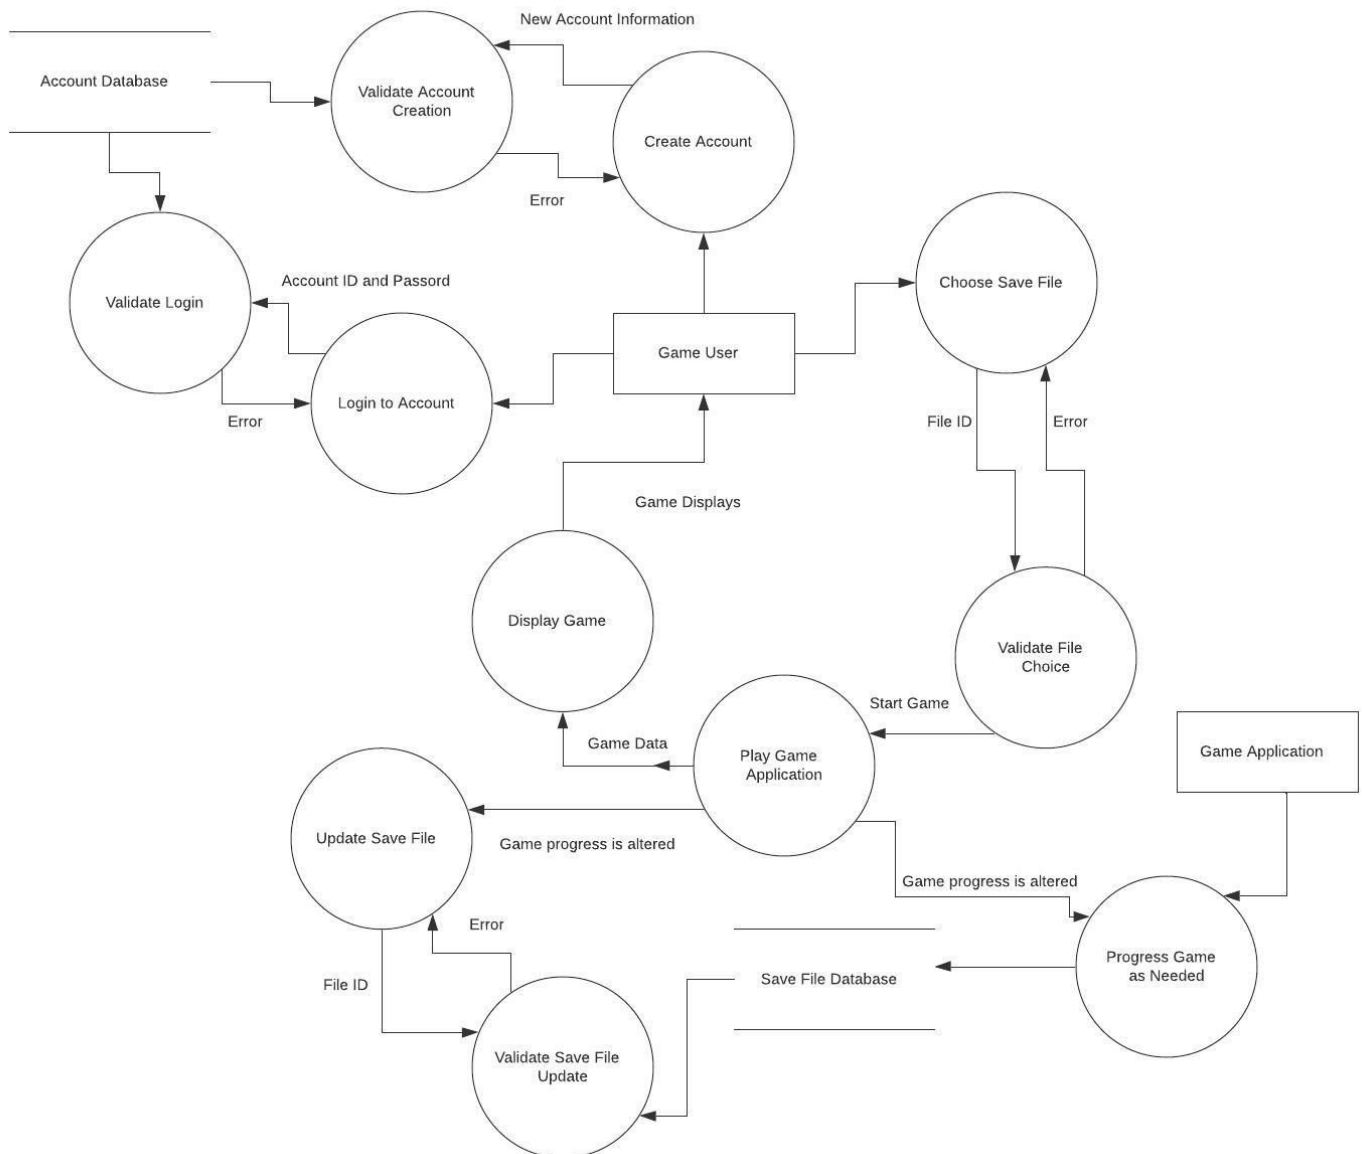 New Account Information
Account Database
Validate Account
Creation
Create Account
Error
Account ID and Passord
Validate Login
Choose Save File
Game User
Login to Account
Error
File ID
Error
Game Displays
Display Game
Validate File
Choice
Start Game
Game Data
Play Game
Application
Game Application
Update Save File
Game progress is altered
Game progress is altered
Error
Progress Game
as Needed
File ID
Save File Database
Validate Save File
Update